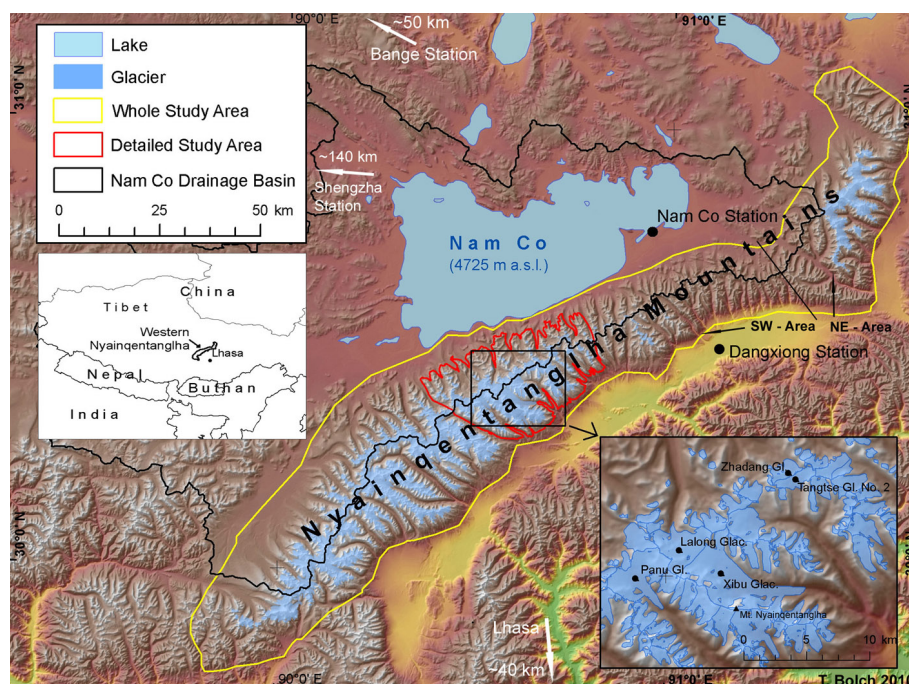 90°0' E
91°0' E
~50 km
Bange Station
31°0' N
31°0' N
Lake
Glacier
Whole Study Area
Detailed Study Area
Nam Co Drainage Basin
0 25 50 km
~140 km
Shengzha
Station
Nam Co
(4725 m a.s.l.)
Nam Co Station
Nyainqentanglha Mountains
SW - Area
NE - Area
Dangxiong Station
China
Tibet
Western
Nyainqentanglha
Lhasa
Nepal
Buthan
India
Zhadang Gl.
Tangtse Gl. No. 2
Lalong Glac.
Panu Gl.
Xibu Glac.
Mt. Nyainqentanglha
0 5 10 km
30°0' N
Lhasa
~40 km
90°0' E
91°0' E
T. Bolch 2010